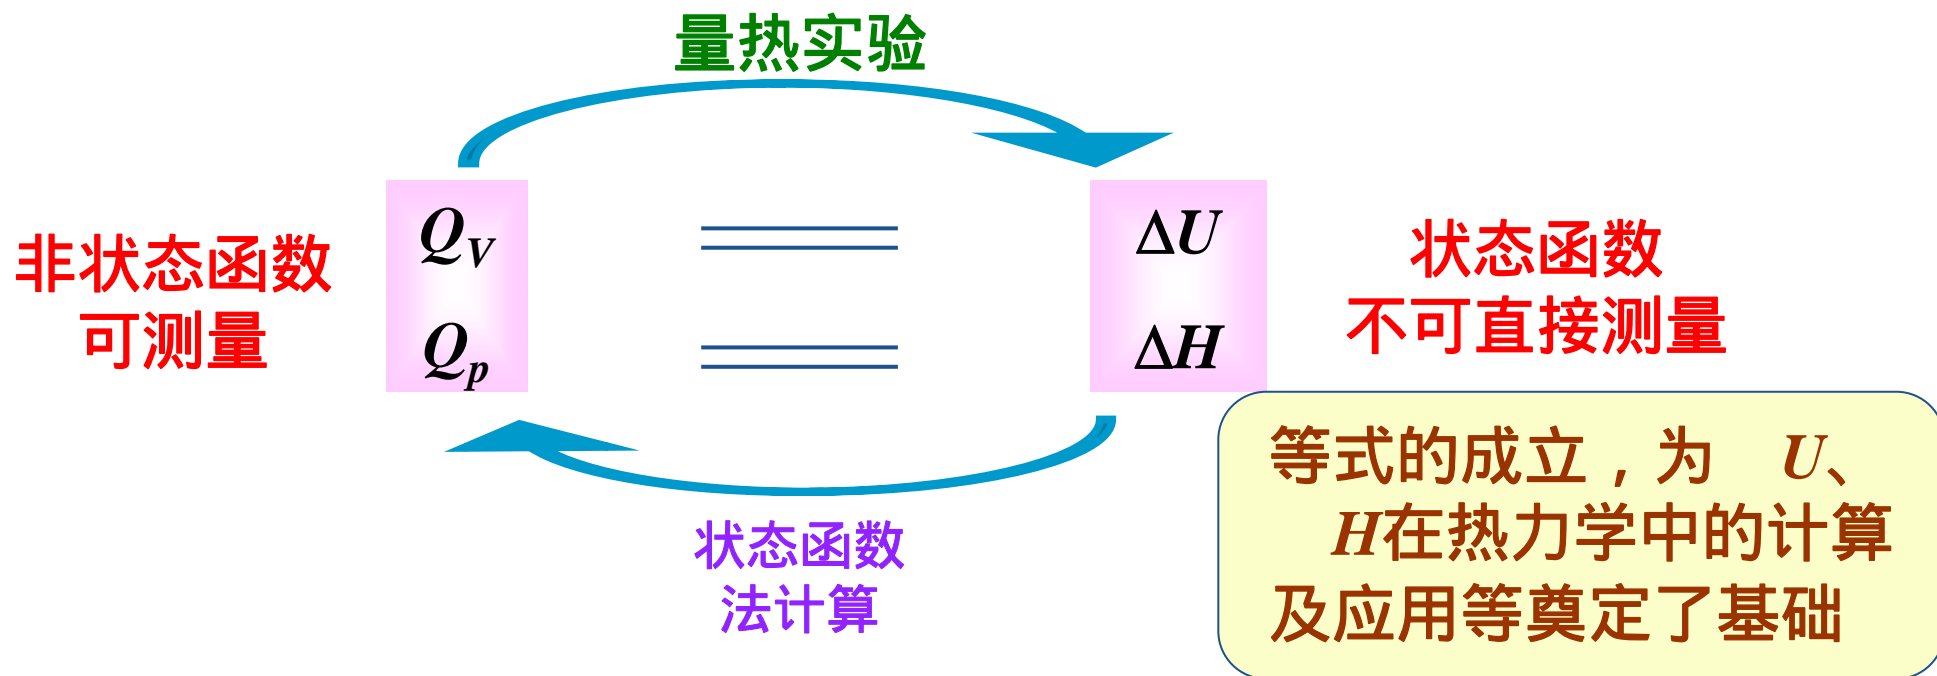 量热实验
非状态函数
可测量
Q_V
Q_p
ΔU
ΔH
状态函数
不可直接测量
状态函数
法计算
等式的成立，为 U、
H在热力学中的计算
及应用等奠定了基础